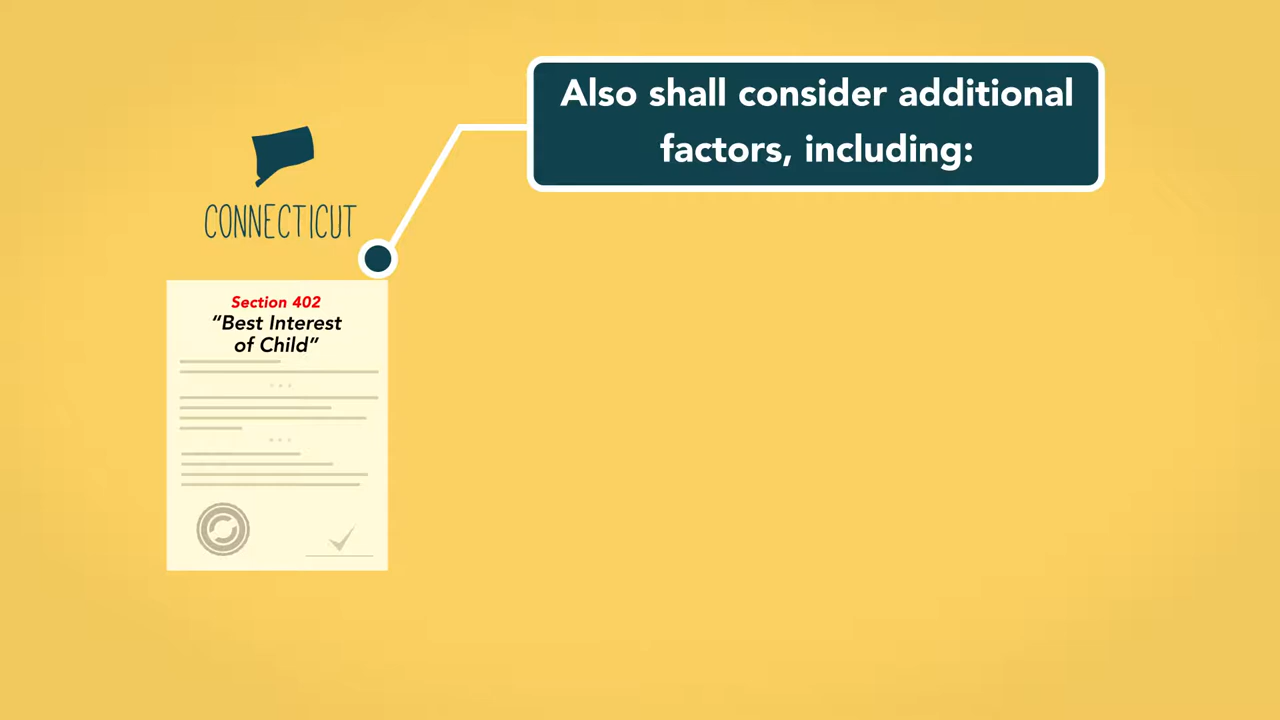 Also shall consider additional
factors, including:
CONNECTICUT
Section 402
"Best Interest
of Child"